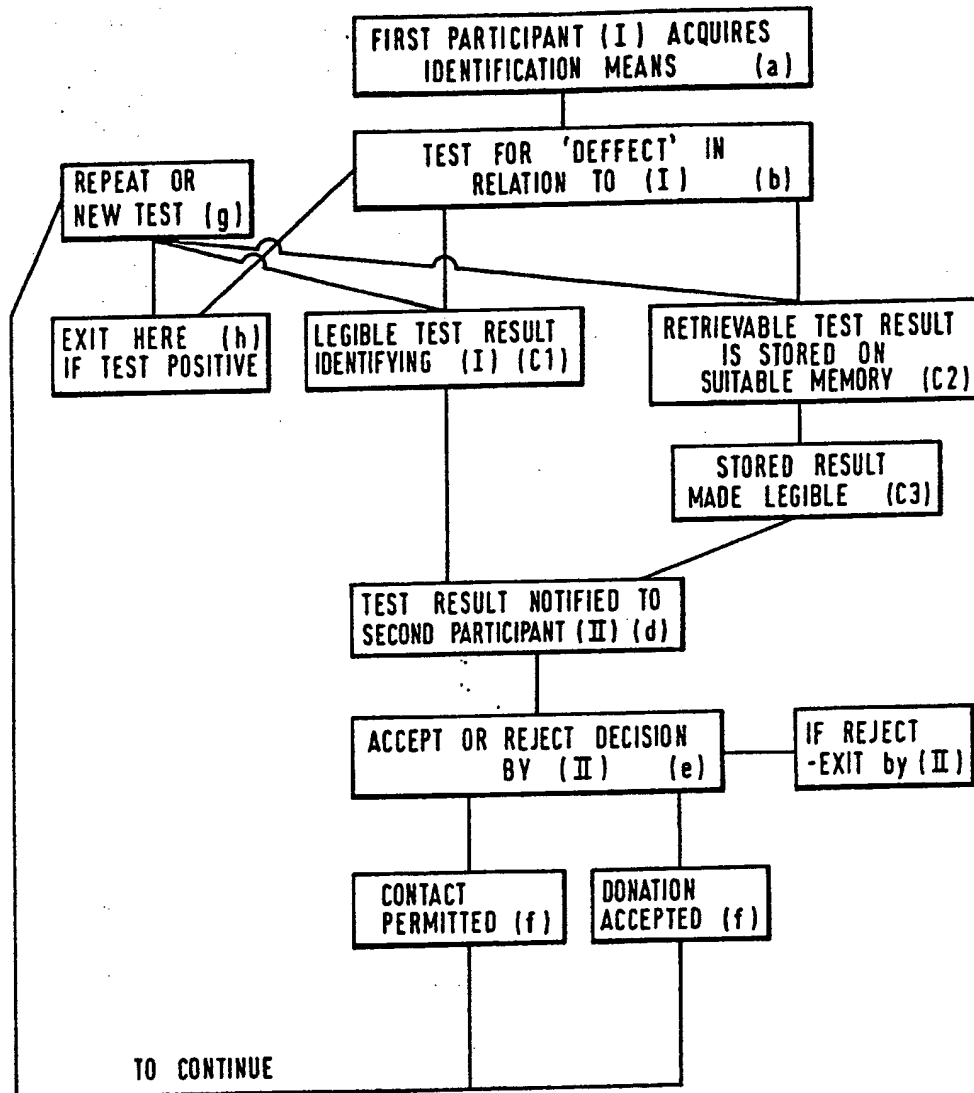 FIRST PARTICIPANT (I) ACQUIRES
IDENTIFICATION MEANS (a)
TEST FOR 'DEFFECT' IN
RELATION TO (I) (b)
REPEAT OR
NEW TEST (g)
EXIT HERE (h)
IF TEST POSITIVE
LEGIBLE TEST RESULT
IDENTIFYING (I) (C1)
RETRIEVABLE TEST RESULT
IS STORED ON
SUITABLE MEMORY (C2)
STORED RESULT
MADE LEGIBLE (C3)
TEST RESULT NOTIFIED TO
SECOND PARTICIPANT (II) (d)
ACCEPT OR REJECT DECISION
BY (II) (e)
IF REJECT
-EXIT by (II)
CONTACT
PERMITTED (f)
DONATION
ACCEPTED (f)
TO CONTINUE